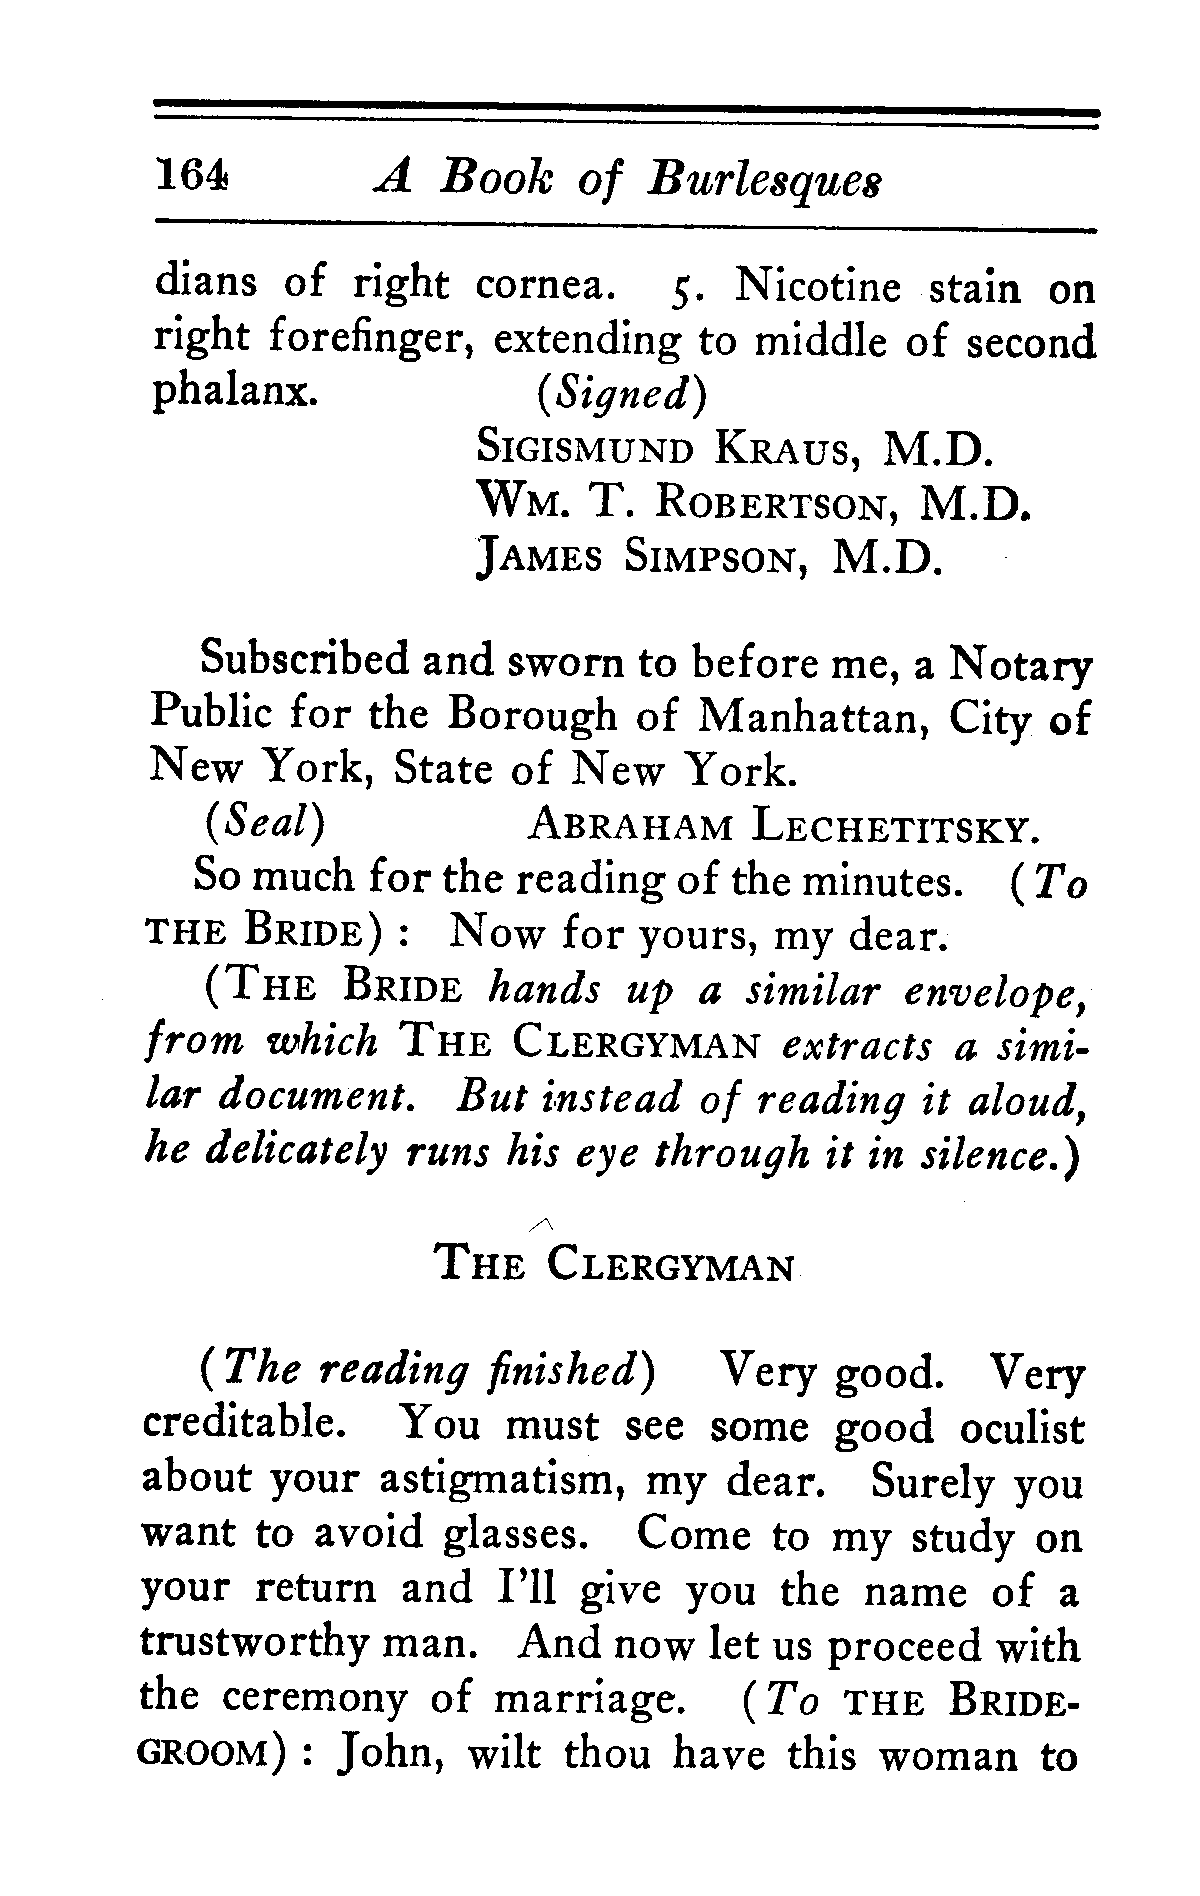 164 A Book of Burlesques
dians of right cornea. 5. Nicotine stain on
right forefinger, extending to middle of second
phalanx. (Signed)
SIGISMUND KRAUS, M.D.
WM. T. ROBERTSON, M.D.
JAMES SIMPSON, M.D.
Subscribed and sworn to before me, a Notary
Public for the Borough of Manhattan, City of
New York, State of New York.
(Seal) ABRAHAM LECHETITSKY.
So much for the reading of the minutes. (To
THE BRIDE) : Now for yours, my dear.
(THE BRIDE hands up a similar envelope,
from which THE CLERGYMAN extracts a simi-
lar document. But instead of reading it aloud,
he delicately runs his eye through it in silence.)
THE CLERGYMAN
(The reading finished) Very good. Very
creditable. You must see some good oculist
about your astigmatism, my dear. Surely you
want to avoid glasses. Come to my study on
your return and I'll give you the name of a
trustworthy man. And now let us proceed with
the ceremony of marriage. (To THE BRIDE-
GROOM) : John, wilt thou have this woman to